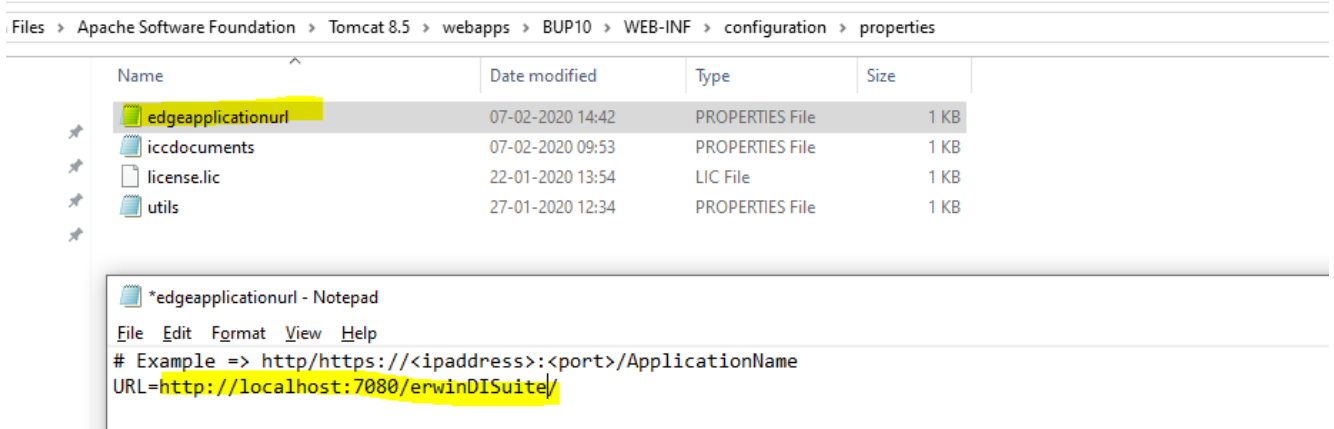 Files > Apache Software Foundation > Tomcat 8.5 > webapps > BUP10 > WEB-INF > configuration > properties
Name Date modified Type Size
edgeapplicationurl 07-02-2020 14:42 PROPERTIES File 1 KB
iccdocuments 07-02-2020 09:53 PROPERTIES File 1 KB
license.lic 22-01-2020 13:54 LIC File 1 KB
utils 27-01-2020 12:34 PROPERTIES File 1 KB
*edgeapplicationurl - Notepad
File Edit Format View Help
# Example => http/https://<ipaddress>:<port>/ApplicationName
URL=http://localhost:7080/erwinDISuite/